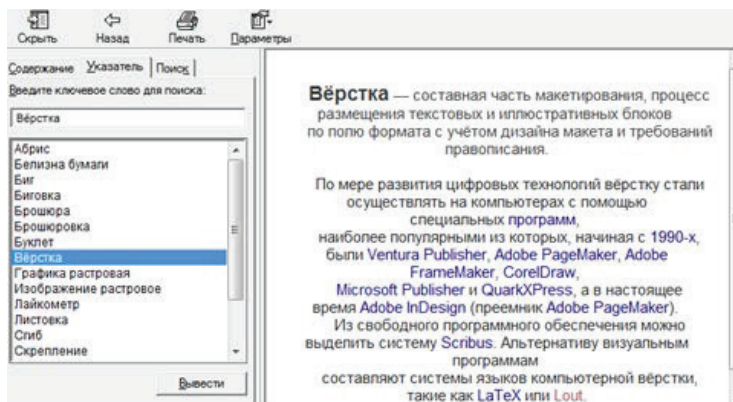 Скрыть Назад Печать Параметры
Содержание Указатель Поиск
Введите ключевое слово для поиска:
Вёрстка
Абрис
Белизна бумаги
Биг
Биговка
Брошюра
Брошюровка
Буклет
Вёрстка
Графика растровая
Изображение растровое
Лайкометр
Листовка
Сгиб
Скрепление
Вывести
Вёрстка — составная часть макетирования, процесс
размещения текстовых и иллюстративных блоков
по полю формата с учётом дизайна макета и требований
правописания.
По мере развития цифровых технологий вёрстку стали
осуществлять на компьютерах с помощью
специальных программ,
наиболее популярными из которых, начиная с 1990-х,
были Ventura Publisher, Adobe PageMaker, Adobe
FrameMaker, CorelDraw,
Microsoft Publisher и QuarkXPress, а в настоящее
время Adobe InDesign (преемник Adobe PageMaker).
Из свободного программного обеспечения можно
выделить систему Scribus. Альтернативу визуальным
программам
составляют системы языков компьютерной вёрстки,
такие как LaTeX или Lout.